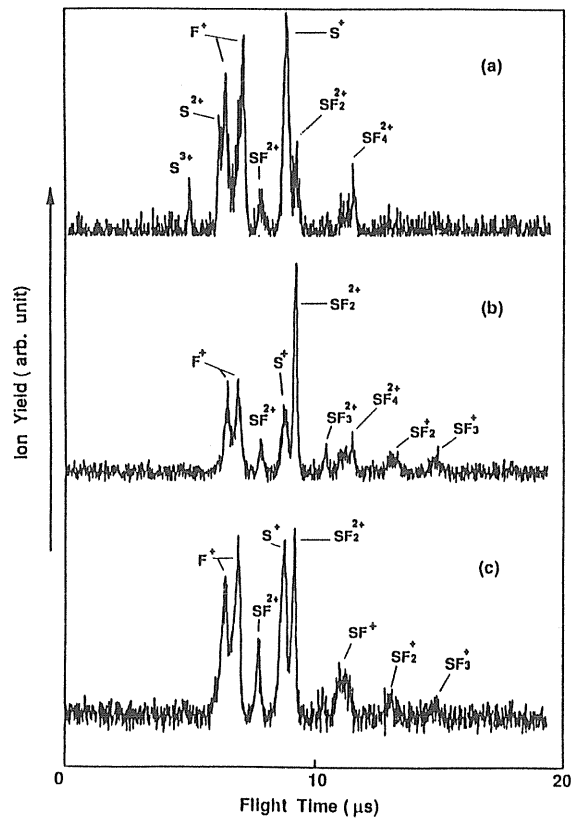 F⁺
S⁺
(a)
S²⁺
SF₂²⁺
SF²⁺
SF₄²⁺
S³⁺
SF₂²⁺
(b)
F⁺
S⁺
SF²⁺
SF₃²⁺
SF₄²⁺
SF₂⁺
SF₃⁺
S⁺
SF₂²⁺
F⁺
(c)
SF²⁺
SF⁺
SF₂⁺
SF₃⁺
Ion Yield ( arb. unit)
0
10
20
Flight Time ( μs)